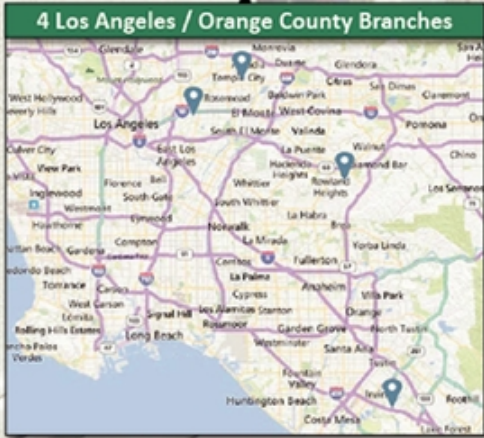 4 Los Angeles / Orange County Branches
Glendale
Monrovia
Duarte
Glendora
Temple City
Citrus
San Dimas
West Hollywood
Rosemead
Baldwin Park
Claremont
El Monte
West Covina
Los Angeles
South El Monte
Valinda
Pomona
Culver City
East Los
Angeles
La Puente
Walnut
Chino
View Park
Hacienda
Heights
Diamond Bar
Florence
Bell
Whittier
Rowland
Heights
Inglewood
South Gate
South Whittier
Westmont
Hawthorne
Lynwood
La Habra
Norwalk
Brea
Compton
La Mirada
Yorba Linda
Gardena
Cerritos
Fullerton
Torrance
Carson
La Palma
Anaheim
West Carson
Cypress
Villa Park
Lomita
Signal Hill
Los Alamitos
Stanton
Orange
Rolling Hills Estates
Rossmoor
Garden Grove
North Tustin
Long Beach
Westminster
Santa Ana
Tustin
Fountain
Valley
Huntington Beach
Costa Mesa
Lake Forest